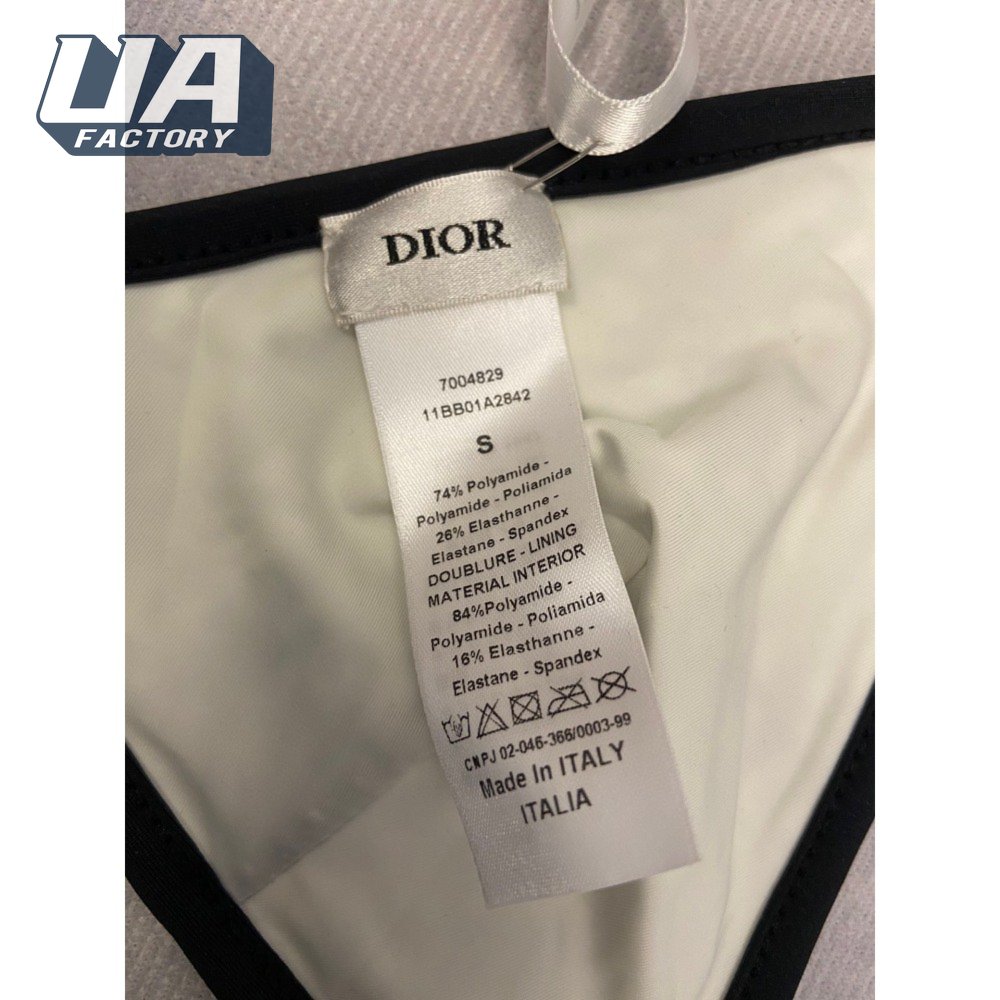 UA
FACTORY
DIOR
7004829
11BB01A2842
S
74% Polyamide -
Polyamide - Poliamida
26% Elasthanne -
Elastane - Spandex
DOUBLURE - LINING
MATERIAL INTERIOR
84%Polyamide -
Polyamide - Poliamida
16% Elasthanne -
Elastane - Spandex
CNPJ 02-046-366/0003-99
Made In ITALY
ITALIA